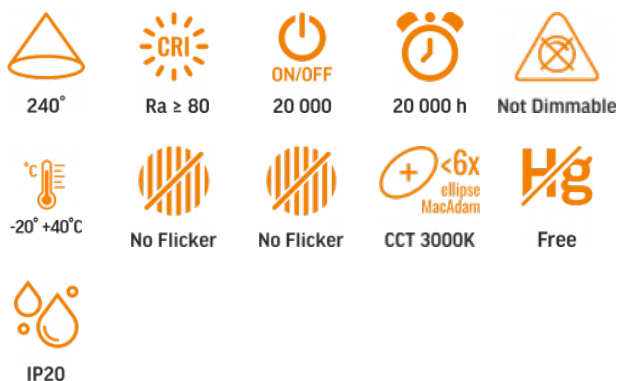 240°
CRI
Ra ≥ 80
ON/OFF
20 000
20 000 h
Not Dimmable
°C
-20° +40°C
No Flicker
No Flicker
<6x
ellipse
MacAdam
CCT 3000K
Hg
Free
IP20